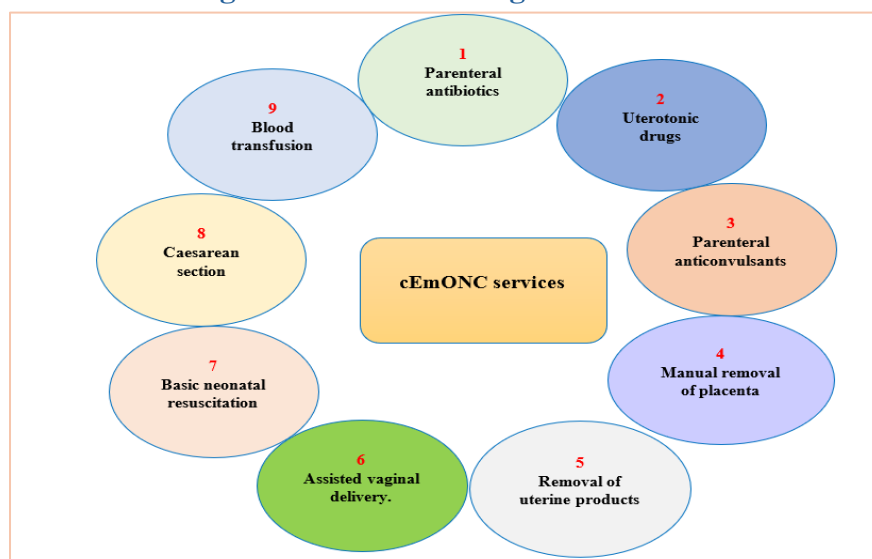 1
Parenteral
antibiotics
2
Uterotonic
drugs
3
Parenteral
anticonvulsants
4
Manual removal
of placenta
5
Removal of
uterine products
6
Assisted vaginal
delivery.
7
Basic neonatal
resuscitation
8
Caesarean
section
9
Blood
transfusion
cEmONC services